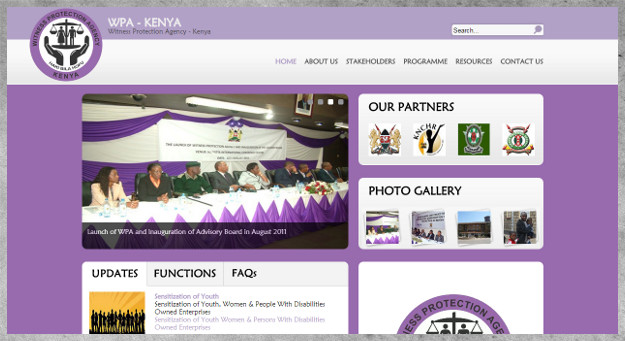 WPA - KENYA
Witness Protection Agency - Kenya
WITNESS PROTECTION AGENCY
KENYA
Search...
HOME ABOUT US STAKEHOLDERS PROGRAMME RESOURCES CONTACT US
Launch of WPA and Inauguration of Advisory Board in August 2011
OUR PARTNERS
KNCHR
PHOTO GALLERY
UPDATES FUNCTIONS FAQs
Sensitization of Youth
Sensitization of Youth, Women & People With Disabilities
Owned Enterprises
Sensitization of Youth Women & Persons With Disabilities
Owned Enterprises
WITNESS PROTECTION AGENCY